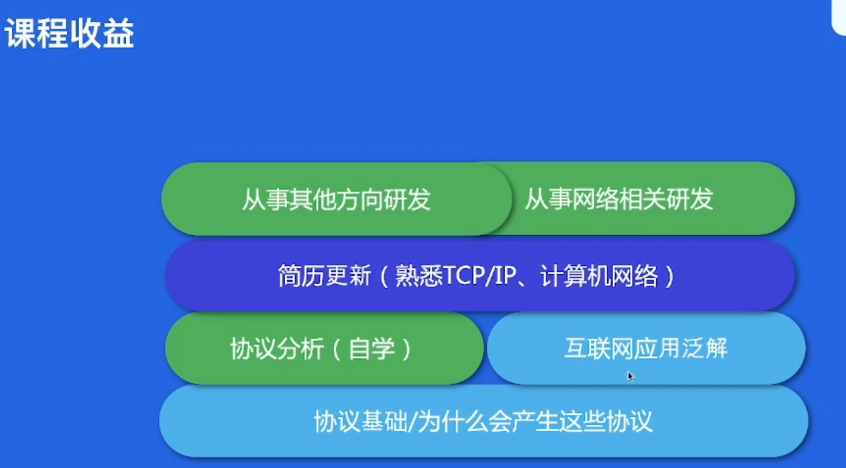 课程收益
从事其他方向研发
从事网络相关研发
简历更新（熟悉TCP/IP、计算机网络）
协议分析（自学）
互联网应用泛解
协议基础/为什么会产生这些协议